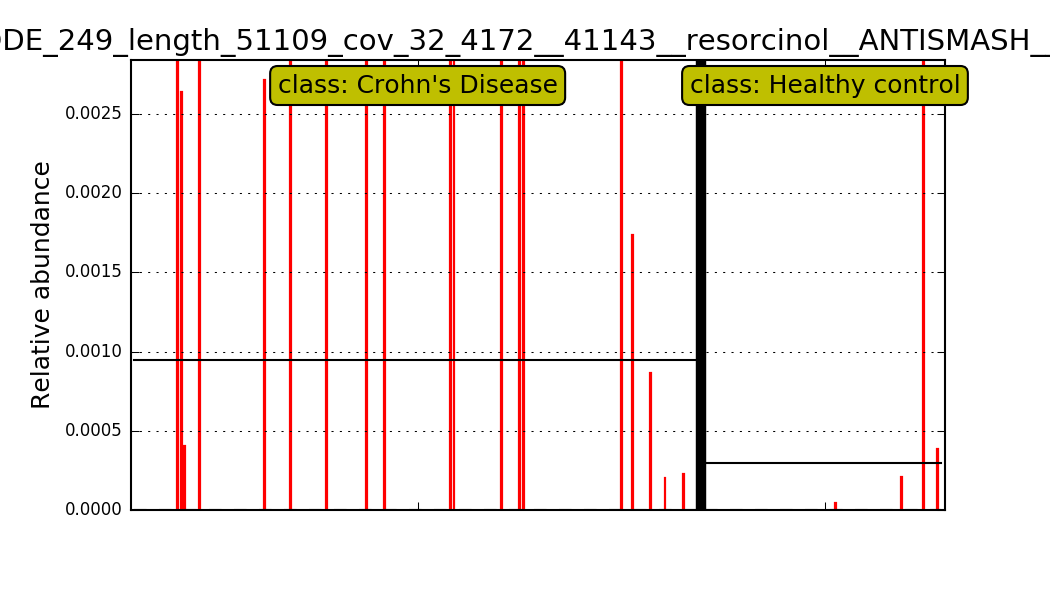 DE_249_length_51109_cov_32_4172__41143__resorcinol__ANTISMASH__
class: Crohn's Disease
class: Healthy control
Relative abundance
0.0025
0.0020
0.0015
0.0010
0.0005
0.0000